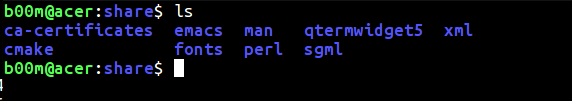 b00m@acer:share$ ls
ca-certificates  emacs  man   qtermwidget5  xml
cmake            fonts  perl  sgml
b00m@acer:share$